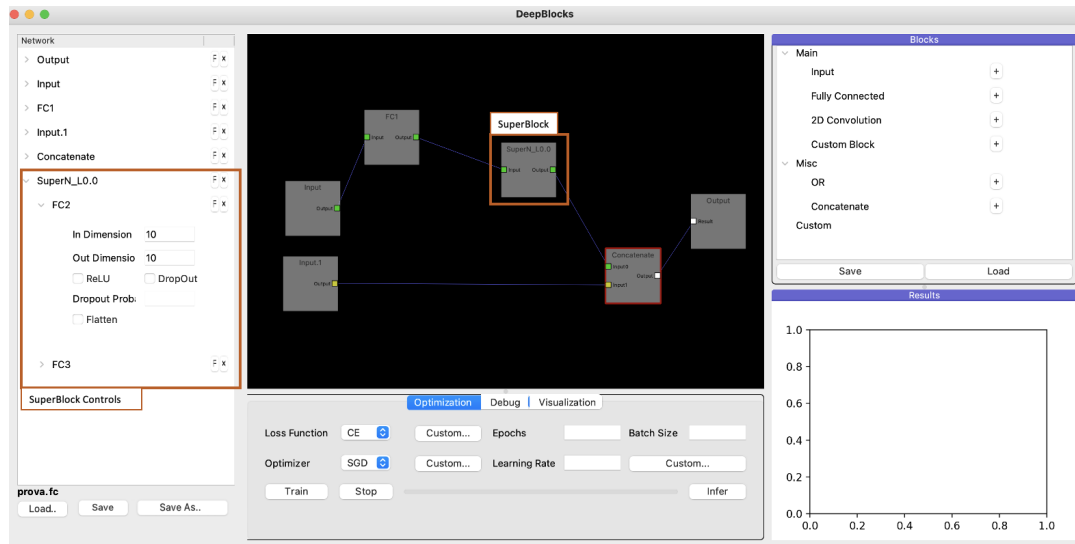 DeepBlocks
Network
Output
F x
Input
F x
FC1
F x
Input.1
F x
Concatenate
F x
SuperN_L0.0
F x
FC2
F x
In Dimension 10
Out Dimensio 10
ReLU DropOut
Dropout Proba
Flatten
FC3
F x
SuperBlock Controls
prova.fc
Load.. Save Save As..
FC1
Input Output
SuperBlock
SuperN_L0.0
Input Output
Input
Output
Output
Result
Input.1
Output
Concatenate
Input0
Output
Input1
Optimization Debug Visualization
Loss Function CE Custom... Epochs Batch Size
Optimizer SGD Custom... Learning Rate Custom...
Train Stop Infer
Blocks
Main
Input +
Fully Connected +
2D Convolution +
Custom Block +
Misc
OR +
Concatenate +
Custom
Save Load
Results
1.0
0.8
0.6
0.4
0.2
0.0
0.0 0.2 0.4 0.6 0.8 1.0